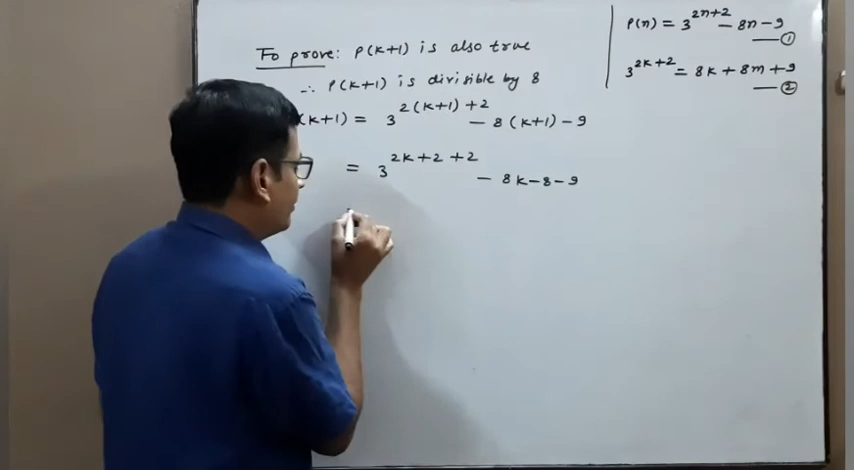 To prove: P(k+1) is also true
∴ P(k+1) is divisible by 8
(k+1) = 3^{2(k+1)+2} - 8(k+1) - 9
= 3^{2k+2+2} - 8k - 8 - 9
P(n) = 3^{2n+2} - 8n - 9
— ①
3^{2k+2} = 8k + 8m + 9
— ②